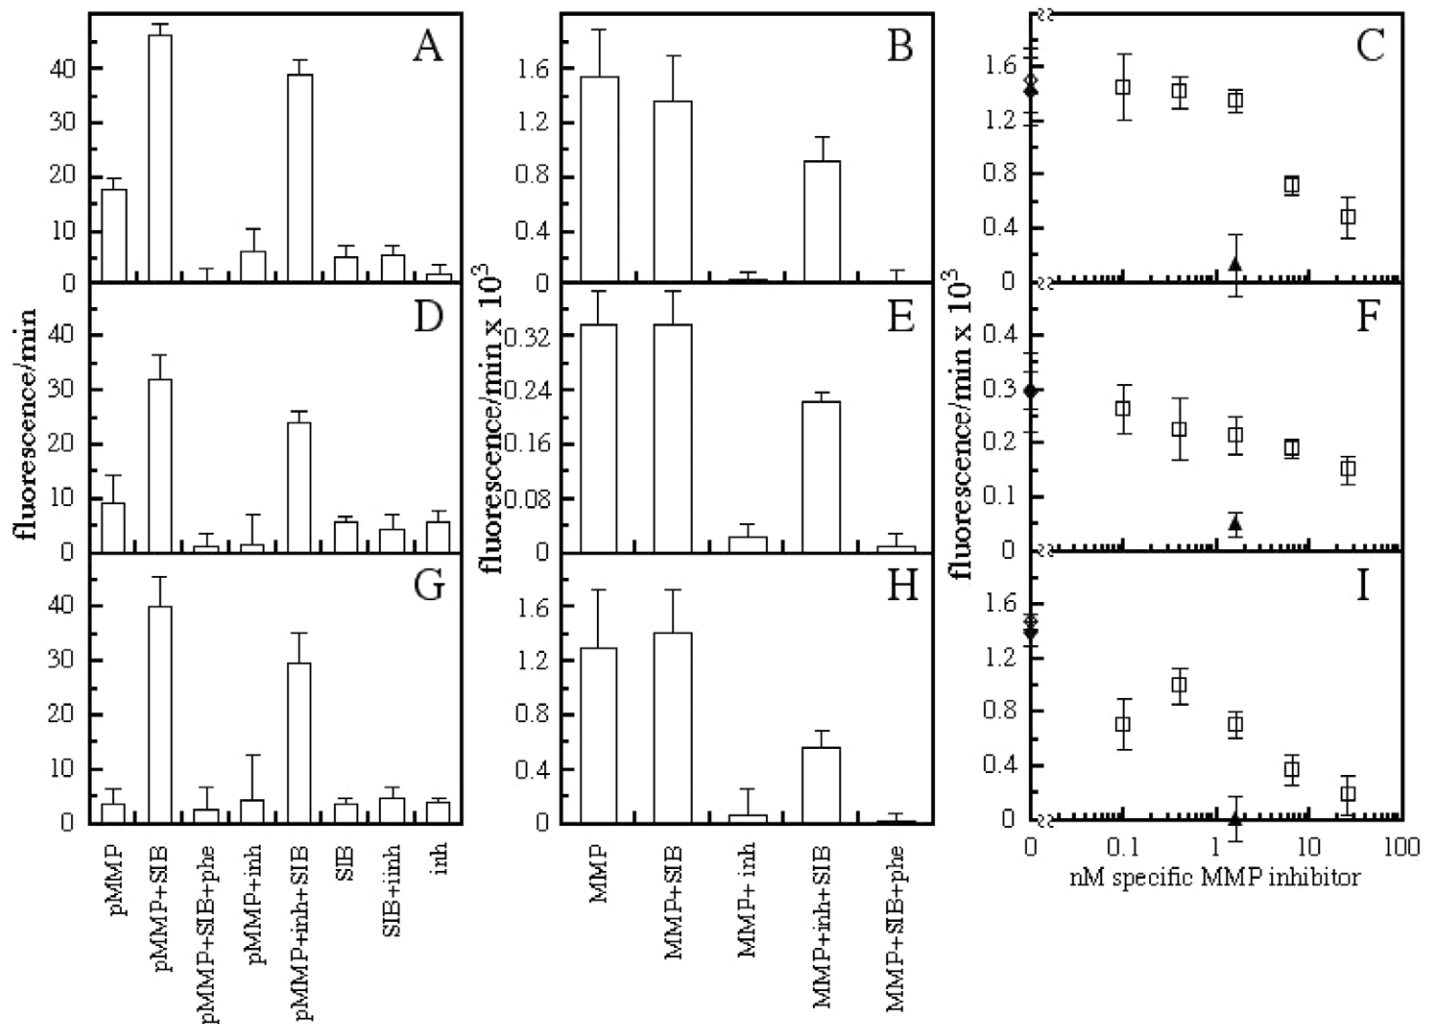 A
40
30
20
10
0
B
1.6
1.2
0.8
0.4
0
C
1.6
1.2
0.8
0.4
0
D
40
30
20
10
0
E
0.32
0.24
0.16
0.08
0
F
0.4
0.3
0.2
0.1
0
G
40
30
20
10
0
H
1.6
1.2
0.8
0.4
0
I
1.6
1.2
0.8
0.4
0
fluorescence/min
fluorescence/min x 10³
fluorescence/min x 10³
pMMP
pMMP+SIB
pMMP+SIB+phe
pMMP+inh
pMMP+inh+SIB
SIB
SIB+inh
inh
MMP
MMP+SIB
MMP+ inh
MMP+inh+SIB
MMP+SIB+phe
0 0.1 1 10 100
nM specific MMP inhibitor